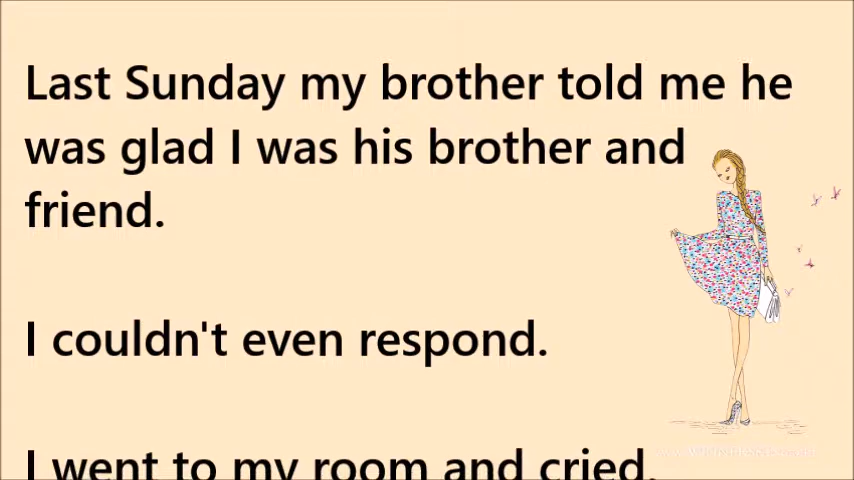 Last Sunday my brother told me he
was glad I was his brother and
friend.
I couldn't even respond.
I went to my room and cried.